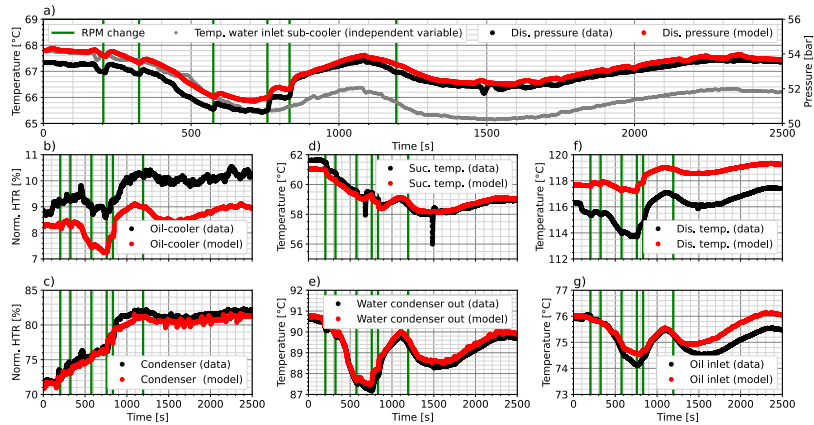 a)
69
68
67
66
65
Temperature [°C]
RPM change
Temp. water inlet sub-cooler (independent variable)
Dis. pressure (data)
Dis. pressure (model)
56
54
52
50
Pressure [bar]
0
500
1000
1500
2000
2500
Time [s]
b)
11
10
9
8
7
Norm. HTR [%]
Oil-cooler (data)
Oil-cooler (model)
d)
62
60
58
56
Temperature [°C]
Suc. temp. (data)
Suc. temp. (model)
f)
120
118
116
114
112
Temperature [°C]
Dis. temp. (data)
Dis. temp. (model)
c)
85
80
75
70
Norm. HTR [%]
Condenser (data)
Condenser (model)
0 500 1000 1500 2000 2500
Time [s]
e)
92
91
90
89
88
87
Temperature [°C]
Water condenser out (data)
Water condenser out (model)
0 500 1000 1500 2000 2500
Time [s]
g)
77
76
75
74
73
Temperature [°C]
Oil inlet (data)
Oil inlet (model)
0 500 1000 1500 2000 2500
Time [s]